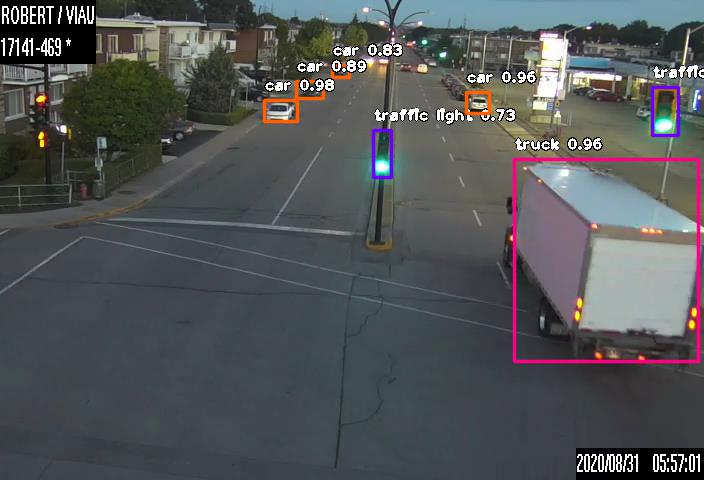 ROBERT / VIAU
17141-469 *
car 0.83
car 0.89
car 0.98
car 0.96
traffic
traffic light 0.73
truck 0.96
2020/08/31 05:57:01